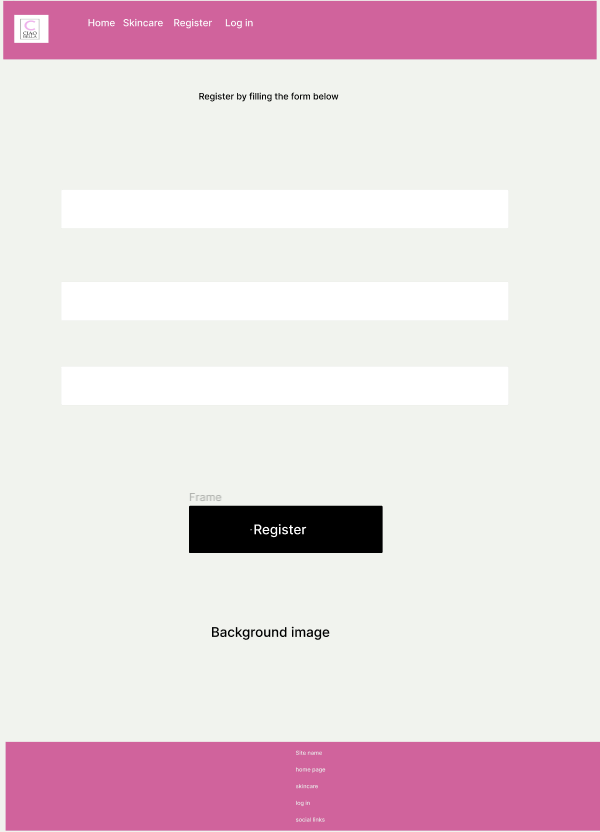 CIAO
BELLA
Home Skincare Register Log in
Register by filling the form below
Frame
-Register
Background image
Site name
home page
skincare
log in
social links